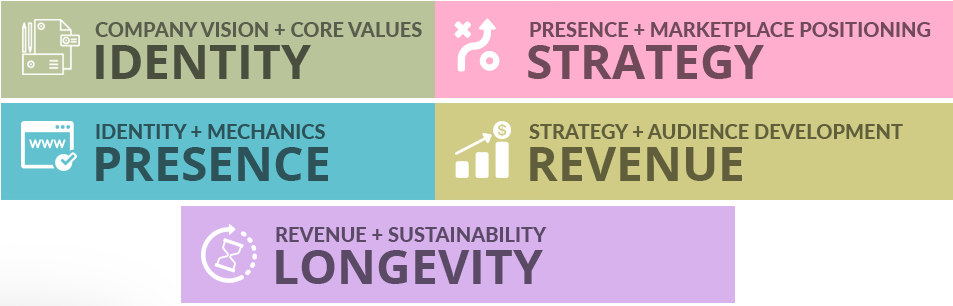 COMPANY VISION + CORE VALUES
IDENTITY
PRESENCE + MARKETPLACE POSITIONING
STRATEGY
WWW
IDENTITY + MECHANICS
PRESENCE
$
STRATEGY + AUDIENCE DEVELOPMENT
REVENUE
REVENUE + SUSTAINABILITY
LONGEVITY